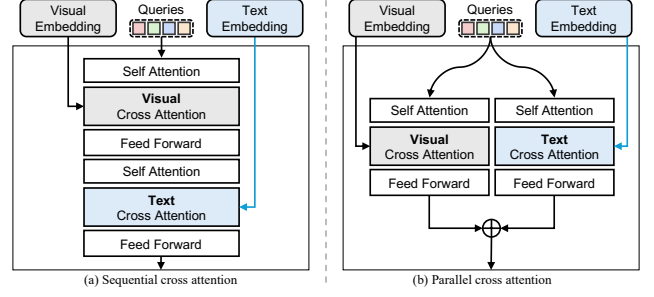 Visual
Embedding
Queries
Text
Embedding
Self Attention
Visual
Cross Attention
Feed Forward
Self Attention
Text
Cross Attention
Feed Forward
(a) Sequential cross attention
Visual
Embedding
Queries
Text
Embedding
Self Attention
Self Attention
Visual
Cross Attention
Text
Cross Attention
Feed Forward
Feed Forward
(b) Parallel cross attention